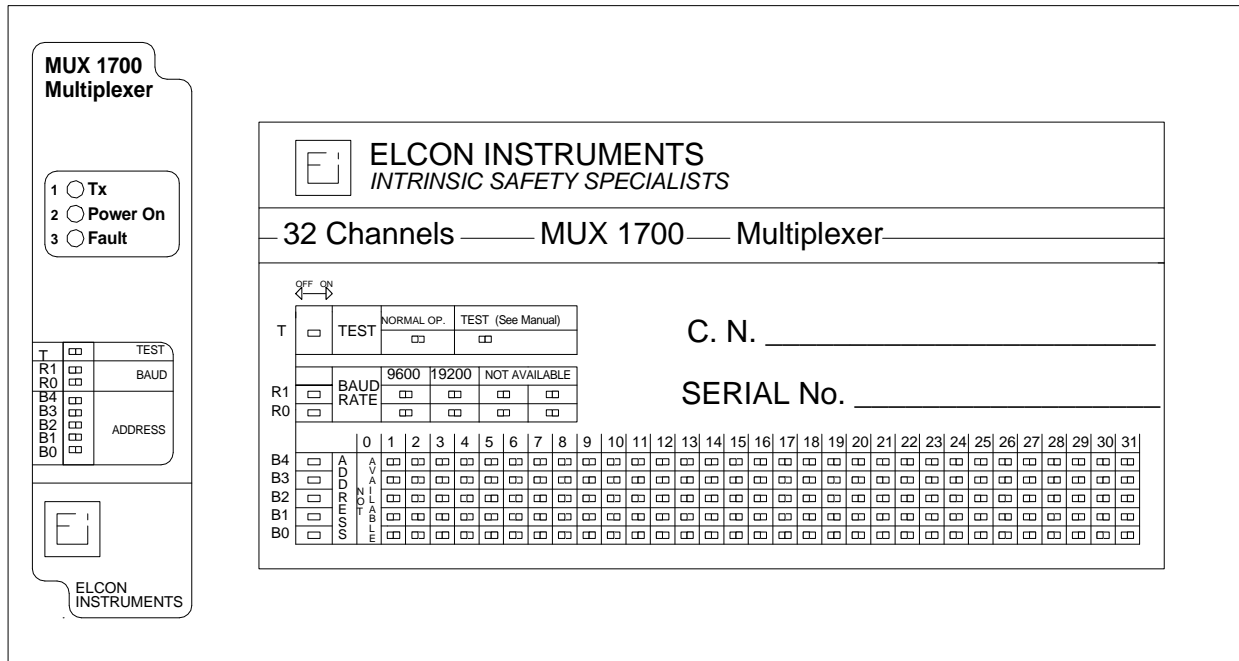 MUX 1700
Multiplexer
1 Tx
2 Power On
3 Fault
T TEST
R1 BAUD
R0
B4
B3
B2 ADDRESS
B1
B0
EI
ELCON
INSTRUMENTS
EI ELCON INSTRUMENTS
INTRINSIC SAFETY SPECIALISTS
32 Channels MUX 1700 Multiplexer
OFF ON
T TEST NORMAL OP. TEST (See Manual)
BAUD RATE 9600 19200 NOT AVAILABLE
R1
R0
C. N.
SERIAL No.
0 1 2 3 4 5 6 7 8 9 10 11 12 13 14 15 16 17 18 19 20 21 22 23 24 25 26 27 28 29 30 31
B4
B3
B2
B1
B0
ADDRESS
NOT AVAILABLE